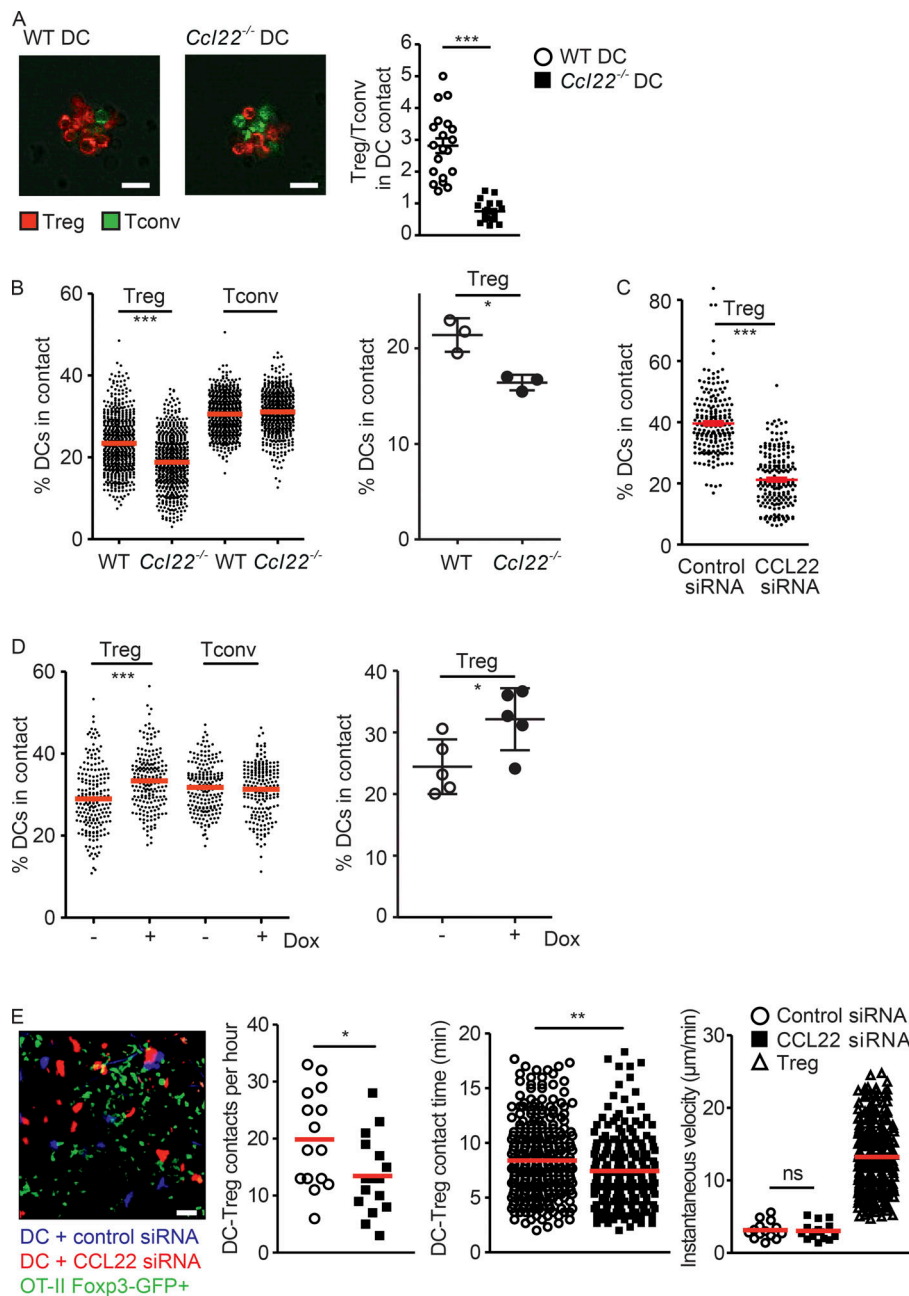 A
WT DC
Ccl22-/- DC
Treg
Tconv
Treg/Tconv
in DC contact
6
5
4
3
2
1
0
***
WT DC
Ccl22-/- DC
B
% DCs in contact
60
40
20
0
Treg
***
Tconv
WT Ccl22-/- WT Ccl22-/-
% DCs in contact
20
10
0
Treg
*
WT Ccl22-/-
C
% DCs in contact
80
60
40
20
0
Treg
***
Control siRNA
CCL22 siRNA
D
% DCs in contact
60
40
20
0
Treg
***
Tconv
- + - + Dox
% DCs in contact
40
30
20
10
0
Treg
*
- + Dox
E
DC + control siRNA
DC + CCL22 siRNA
OT-II Foxp3-GFP+
DC-Treg contacts per hour
40
30
20
10
0
*
DC-Treg contact time (min)
20
15
10
5
0
**
Instantaneous velocity (µm/min)
30
20
10
0
ns
Control siRNA
CCL22 siRNA
Treg